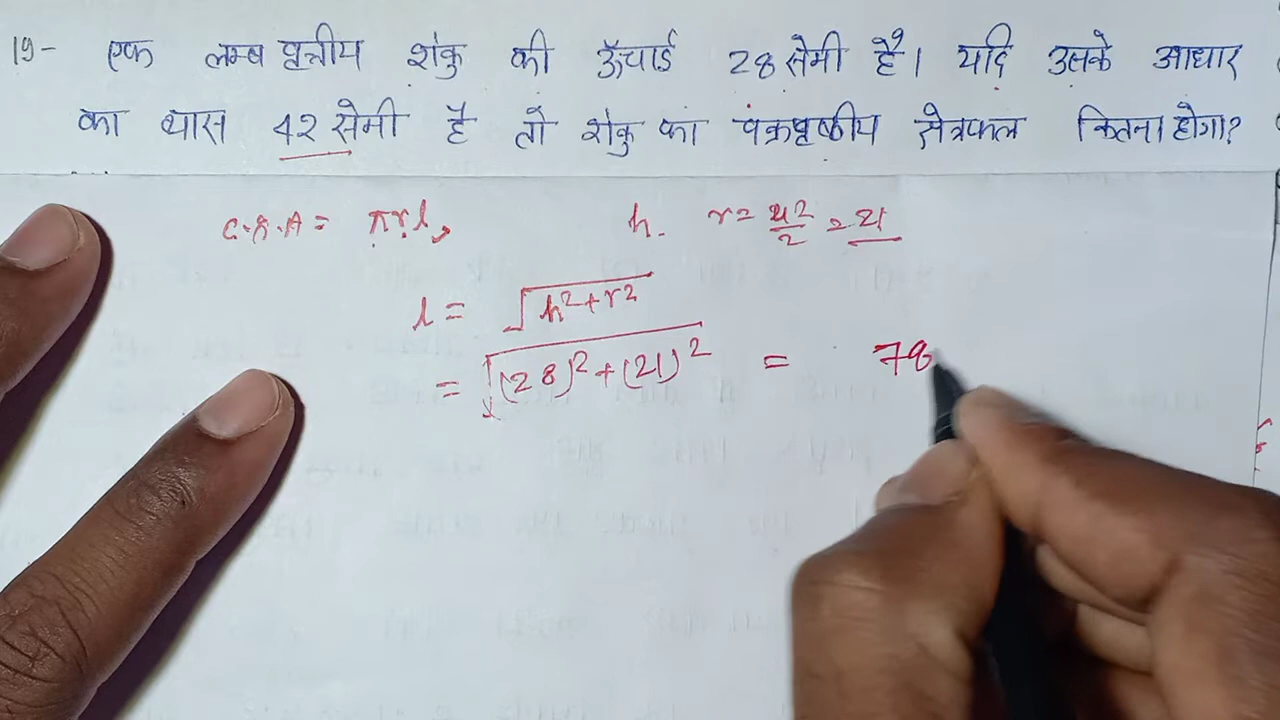 19- एक लम्ब वृत्तीय शंकु की ऊँचाई 28 सेमी है। यदि उसके आधार
का व्यास 42 सेमी है तो शंकु का वक्रपृष्ठीय क्षेत्रफल कितना होगा?
C.S.A = πrl, h. r = 42/2 = 21
l = √h²+r²
= √(28)²+(21)² = 78